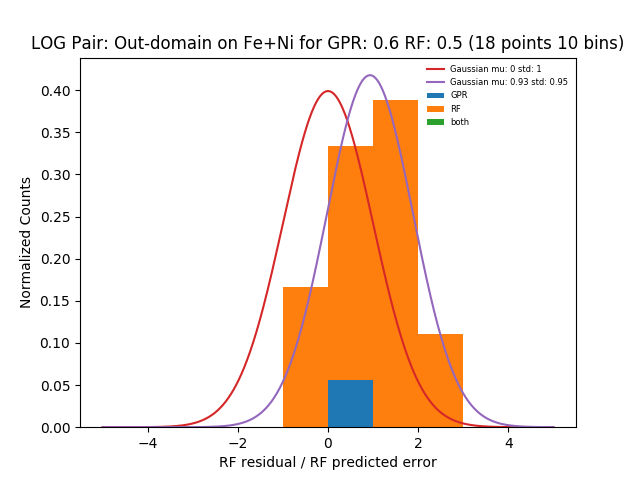 LOG Pair: Out-domain on Fe+Ni for GPR: 0.6 RF: 0.5 (18 points 10 bins)
Gaussian mu: 0 std: 1
Gaussian mu: 0.93 std: 0.95
GPR
RF
both
Normalized Counts
0.40
0.35
0.30
0.25
0.20
0.15
0.10
0.05
0.00
−4 −2 0 2 4
RF residual / RF predicted error